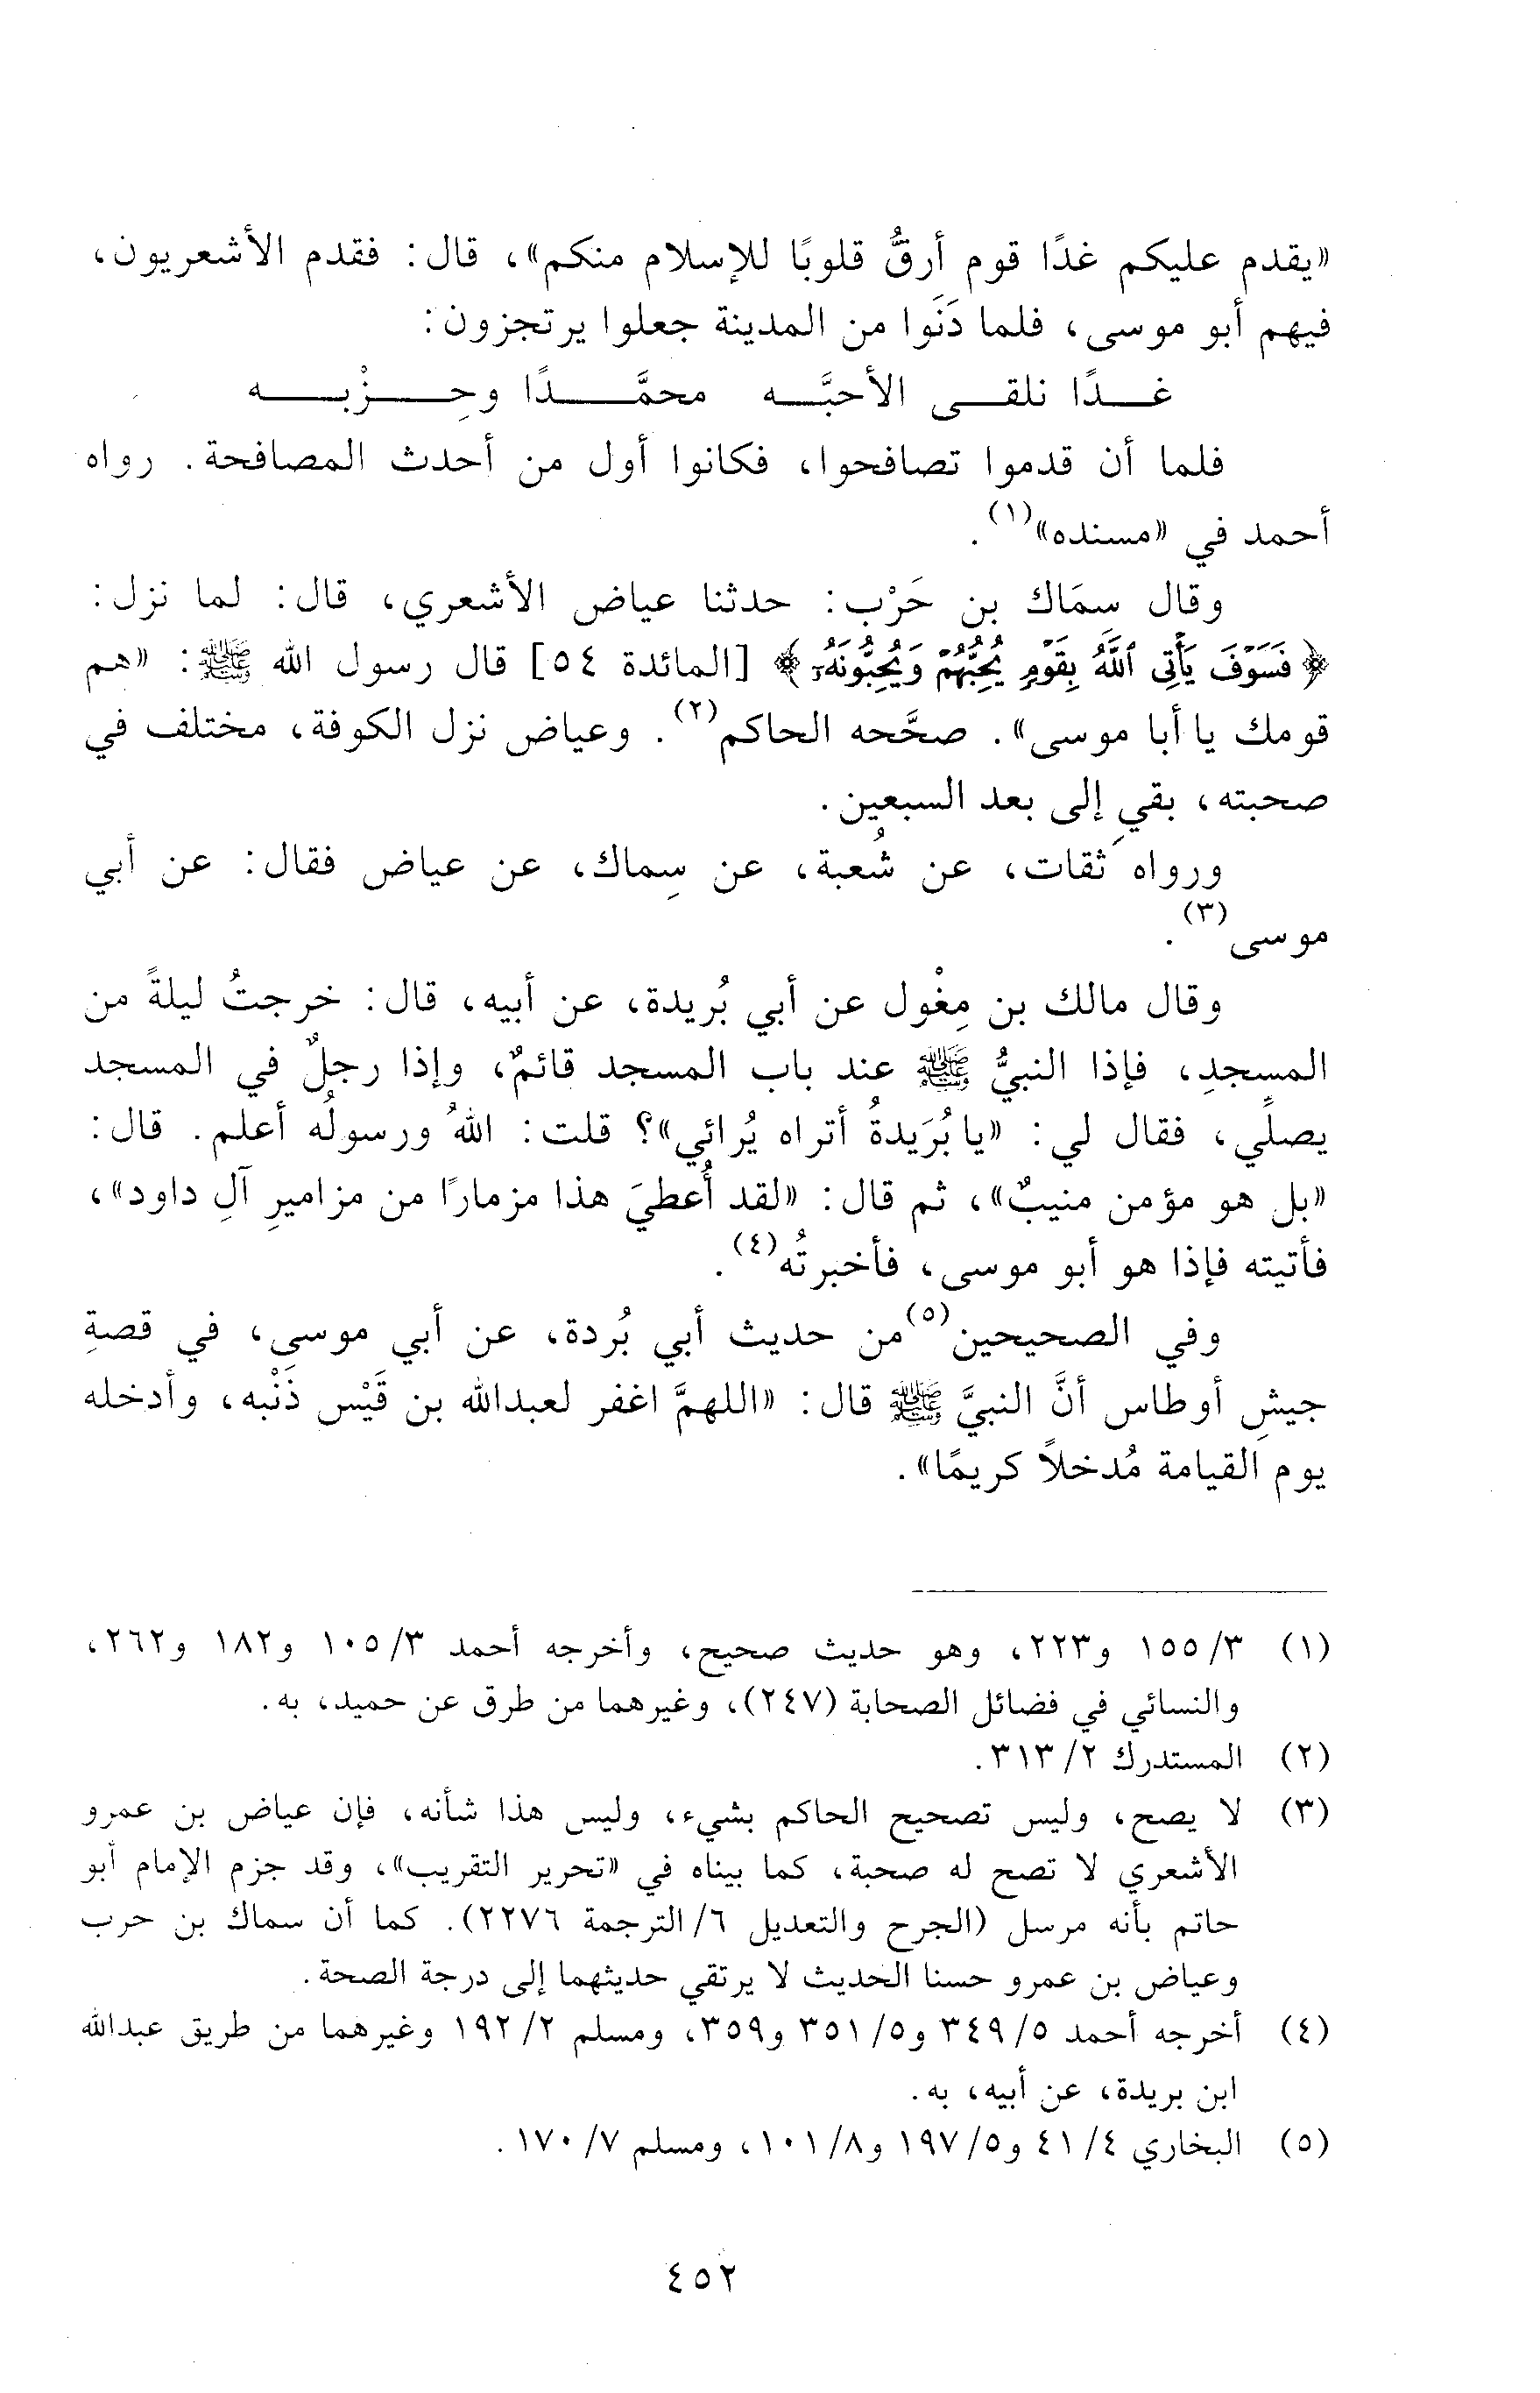 «يقدم عليكم غدًا قوم أرقُّ قلوبًا للإسلام منكم»، قال: فقدم الأشعريون،
فيهم أبو موسى، فلما دَنَوا من المدينة جعلوا يرتجزون:
غـدًا نلقـى الأحبَّـه محمَّـدًا وحِـزْبـه
فلما أن قدموا تصافحوا، فكانوا أول من أحدث المصافحة. رواه
أحمد في «مسنده»(١).
وقال سِمَاك بن حَرْب: حدثنا عياض الأشعري، قال: لما نزل:
﴿فَسَوْفَ يَأْتِى ٱللَّهُ بِقَوْمٍ يُحِبُّهُمْ وَيُحِبُّونَهُۥٓ﴾ [المائدة ٥٤] قال رسول الله ﷺ: «هم
قومك يا أبا موسى». صحَّحه الحاكم(٢). وعياض نزل الكوفة، مختلف في
صحبته، بقي إلى بعد السبعين.
ورواه ثِقات، عن شُعبة، عن سِماك، عن عياض فقال: عن أبي
موسى(٣).
وقال مالك بن مِغْول عن أبي بُريدة، عن أبيه، قال: خرجتُ ليلةً من
المسجدِ، فإذا النبيُّ ﷺ عند باب المسجد قائمٌ، وإذا رجلٌ في المسجد
يصلِّي، فقال لي: «يا بُرَيدةُ أتراه يُرائي»؟ قلت: اللهُ ورسولُه أعلم. قال:
«بل هو مؤمن منيبٌ»، ثم قال: «لقد أُعطيَ هذا مزمارًا من مزاميرِ آلِ داود»،
فأتيته فإذا هو أبو موسى، فأخبرتُه(٤).
وفي الصحيحين(٥) من حديث أبي بُردة، عن أبي موسى، في قصةِ
جيشِ أوطاس أنَّ النبيَّ ﷺ قال: «اللهمَّ اغفر لعبدالله بن قَيْس ذَنْبه، وأدخله
يوم القيامة مُدخلاً كريمًا».
(١) ٣/ ١٥٥ و٢٢٣، وهو حديث صحيح، وأخرجه أحمد ٣/ ١٠٥ و١٨٢ و٢٦٢،
والنسائي في فضائل الصحابة (٢٤٧)، وغيرهما من طرق عن حميد، به.
(٢) المستدرك ٢/ ٣١٣.
(٣) لا يصح، وليس تصحيح الحاكم بشيء، وليس هذا شأنه، فإن عياض بن عمرو
الأشعري لا تصح له صحبة، كما بيناه في «تحرير التقريب»، وقد جزم الإمام أبو
حاتم بأنه مرسل (الجرح والتعديل ٦/ الترجمة ٢٢٧٦). كما أن سماك بن حرب
وعياض بن عمرو حسنا الحديث لا يرتقي حديثهما إلى درجة الصحة.
(٤) أخرجه أحمد ٥/ ٣٤٩ و٥/ ٣٥١ و٣٥٩، ومسلم ٢/ ١٩٢ وغيرهما من طريق عبدالله
ابن بريدة، عن أبيه، به.
(٥) البخاري ٤/ ٤١ و٥/ ١٩٧ و٨/ ١٠١، ومسلم ٧/ ١٧٠.
٤٥٢